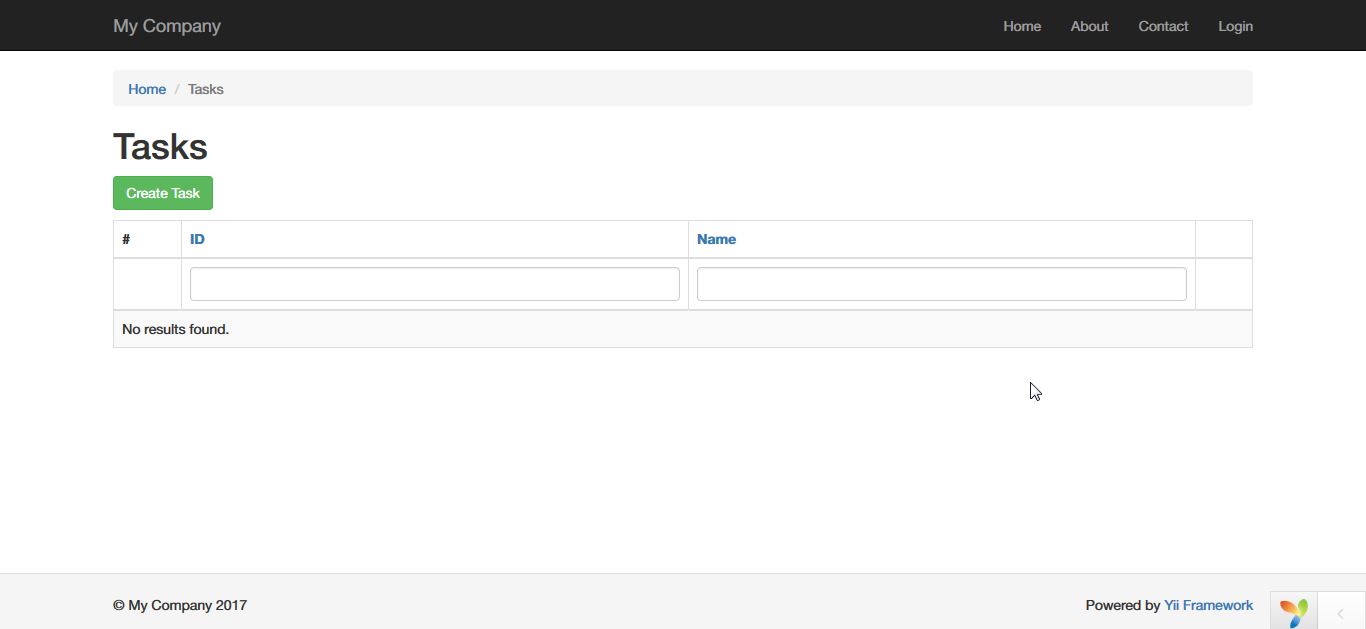 My Company Home About Contact Login
Home / Tasks
Tasks
Create Task
# ID Name
No results found.
© My Company 2017 Powered by Yii Framework